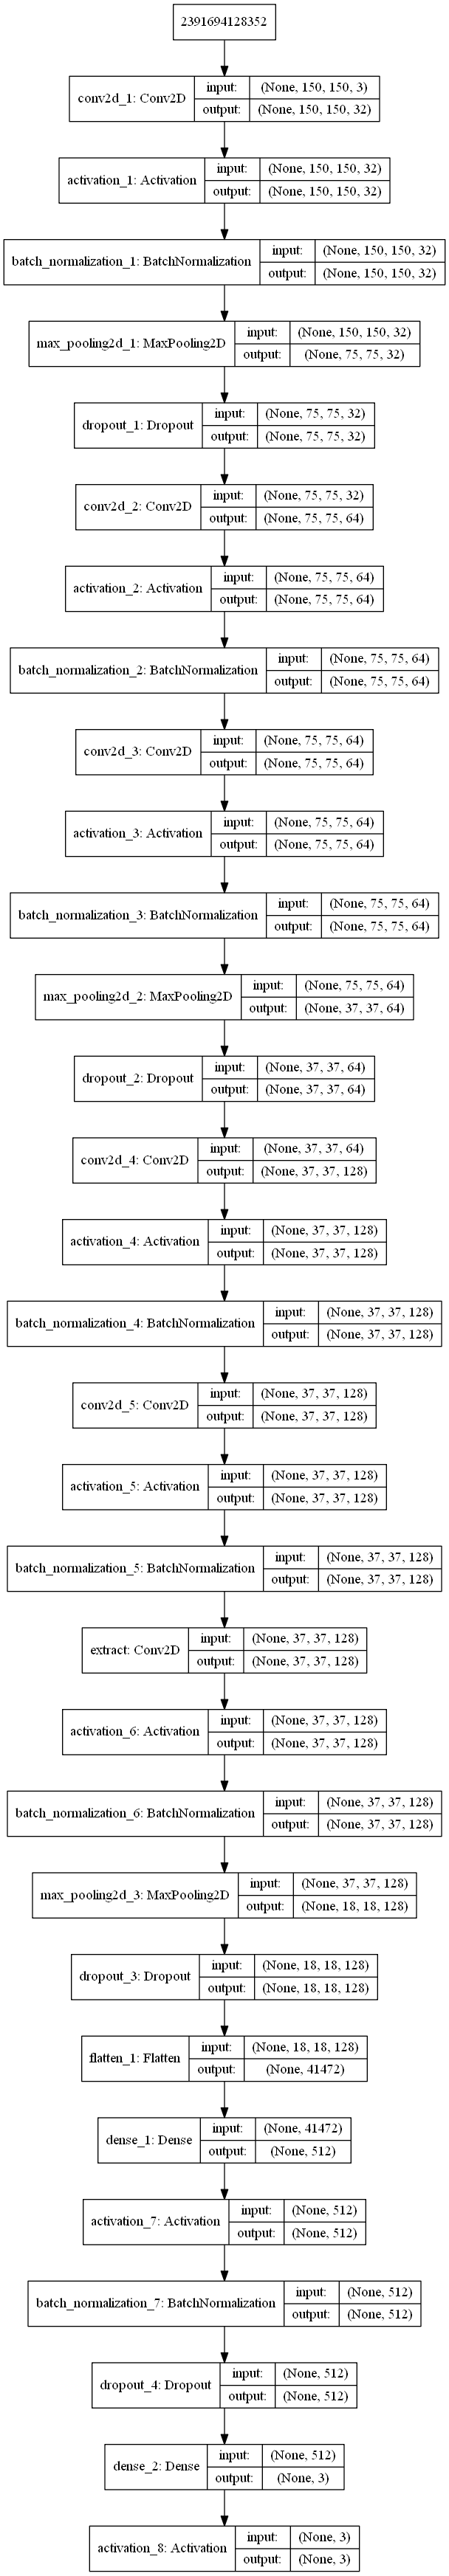 2391694128352
conv2d_1: Conv2D input: (None, 150, 150, 3)
output: (None, 150, 150, 32)
activation_1: Activation input: (None, 150, 150, 32)
output: (None, 150, 150, 32)
batch_normalization_1: BatchNormalization input: (None, 150, 150, 32)
output: (None, 150, 150, 32)
max_pooling2d_1: MaxPooling2D input: (None, 150, 150, 32)
output: (None, 75, 75, 32)
dropout_1: Dropout input: (None, 75, 75, 32)
output: (None, 75, 75, 32)
conv2d_2: Conv2D input: (None, 75, 75, 32)
output: (None, 75, 75, 64)
activation_2: Activation input: (None, 75, 75, 64)
output: (None, 75, 75, 64)
batch_normalization_2: BatchNormalization input: (None, 75, 75, 64)
output: (None, 75, 75, 64)
conv2d_3: Conv2D input: (None, 75, 75, 64)
output: (None, 75, 75, 64)
activation_3: Activation input: (None, 75, 75, 64)
output: (None, 75, 75, 64)
batch_normalization_3: BatchNormalization input: (None, 75, 75, 64)
output: (None, 75, 75, 64)
max_pooling2d_2: MaxPooling2D input: (None, 75, 75, 64)
output: (None, 37, 37, 64)
dropout_2: Dropout input: (None, 37, 37, 64)
output: (None, 37, 37, 64)
conv2d_4: Conv2D input: (None, 37, 37, 64)
output: (None, 37, 37, 128)
activation_4: Activation input: (None, 37, 37, 128)
output: (None, 37, 37, 128)
batch_normalization_4: BatchNormalization input: (None, 37, 37, 128)
output: (None, 37, 37, 128)
conv2d_5: Conv2D input: (None, 37, 37, 128)
output: (None, 37, 37, 128)
activation_5: Activation input: (None, 37, 37, 128)
output: (None, 37, 37, 128)
batch_normalization_5: BatchNormalization input: (None, 37, 37, 128)
output: (None, 37, 37, 128)
extract: Conv2D input: (None, 37, 37, 128)
output: (None, 37, 37, 128)
activation_6: Activation input: (None, 37, 37, 128)
output: (None, 37, 37, 128)
batch_normalization_6: BatchNormalization input: (None, 37, 37, 128)
output: (None, 37, 37, 128)
max_pooling2d_3: MaxPooling2D input: (None, 37, 37, 128)
output: (None, 18, 18, 128)
dropout_3: Dropout input: (None, 18, 18, 128)
output: (None, 18, 18, 128)
flatten_1: Flatten input: (None, 18, 18, 128)
output: (None, 41472)
dense_1: Dense input: (None, 41472)
output: (None, 512)
activation_7: Activation input: (None, 512)
output: (None, 512)
batch_normalization_7: BatchNormalization input: (None, 512)
output: (None, 512)
dropout_4: Dropout input: (None, 512)
output: (None, 512)
dense_2: Dense input: (None, 512)
output: (None, 3)
activation_8: Activation input: (None, 3)
output: (None, 3)